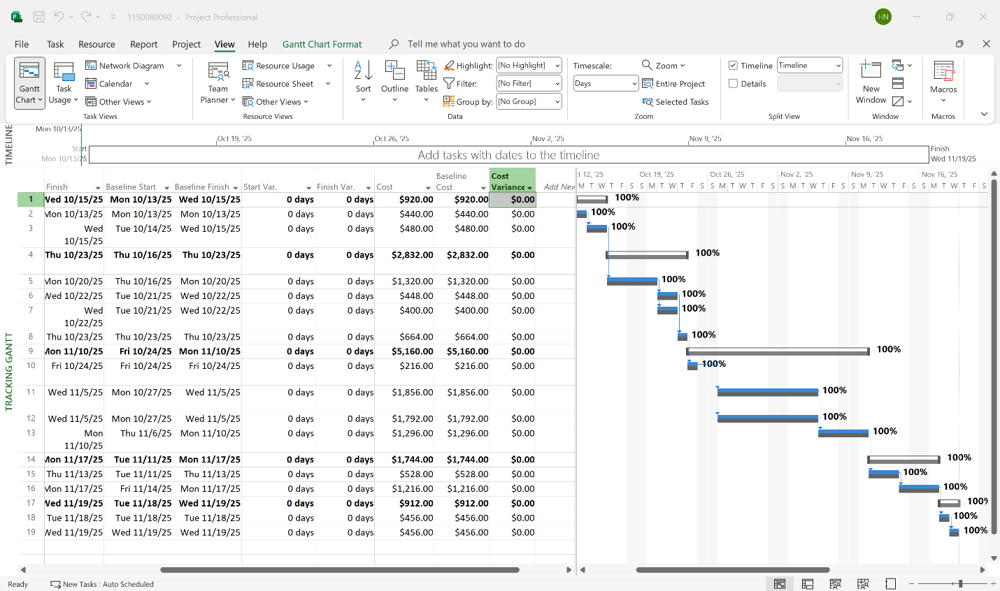 1150080092 - Project Professional
HN
File Task Resource Report Project View Help Gantt Chart Format Tell me what you want to do
Gantt Chart
Task Usage
Network Diagram
Calendar
Other Views
Task Views
Team Planner
Resource Usage
Resource Sheet
Other Views
Resource Views
Sort
Outline
Tables
Highlight: [No Highlight]
Filter: [No Filter]
Group by: [No Group]
Data
Timescale:
Days
Zoom
Entire Project
Selected Tasks
Zoom
Timeline Timeline
Details
Split View
New Window
Window
Macros
Macros
TIMELINE
Mon 10/13/25
Oct 19, '25 Oct 26, '25 Nov 2, '25 Nov 9, '25 Nov 16, '25
Start
Mon 10/13/25
Add tasks with dates to the timeline
Finish
Wed 11/19/25
TRACKING GANTT
Finish Baseline Start Baseline Finish Start Var. Finish Var. Cost Baseline Cost Cost Variance Add New
t 12, '25 Oct 19, '25 Oct 26, '25 Nov 2, '25 Nov 9, '25 Nov 16, '25
M T W T F S S M T W T F S S M T W T F S S M T W T F S S M T W T F S S M T W T F S
1 Wed 10/15/25 Mon 10/13/25 Wed 10/15/25 0 days 0 days $920.00 $920.00 $0.00 100%
2 Mon 10/13/25 Mon 10/13/25 Mon 10/13/25 0 days 0 days $440.00 $440.00 $0.00 100%
3 Wed 10/15/25 Tue 10/14/25 Wed 10/15/25 0 days 0 days $480.00 $480.00 $0.00 100%
4 Thu 10/23/25 Thu 10/16/25 Thu 10/23/25 0 days 0 days $2,832.00 $2,832.00 $0.00 100%
5 Mon 10/20/25 Thu 10/16/25 Mon 10/20/25 0 days 0 days $1,320.00 $1,320.00 $0.00 100%
6 Wed 10/22/25 Tue 10/21/25 Wed 10/22/25 0 days 0 days $448.00 $448.00 $0.00 100%
7 Wed 10/22/25 Tue 10/21/25 Wed 10/22/25 0 days 0 days $400.00 $400.00 $0.00 100%
8 Thu 10/23/25 Thu 10/23/25 Thu 10/23/25 0 days 0 days $664.00 $664.00 $0.00 100%
9 Mon 11/10/25 Fri 10/24/25 Mon 11/10/25 0 days 0 days $5,160.00 $5,160.00 $0.00 100%
10 Fri 10/24/25 Fri 10/24/25 Fri 10/24/25 0 days 0 days $216.00 $216.00 $0.00 100%
11 Wed 11/5/25 Mon 10/27/25 Wed 11/5/25 0 days 0 days $1,856.00 $1,856.00 $0.00 100%
12 Wed 11/5/25 Mon 10/27/25 Wed 11/5/25 0 days 0 days $1,792.00 $1,792.00 $0.00 100%
13 Mon 11/10/25 Thu 11/6/25 Mon 11/10/25 0 days 0 days $1,296.00 $1,296.00 $0.00 100%
14 Mon 11/17/25 Tue 11/11/25 Mon 11/17/25 0 days 0 days $1,744.00 $1,744.00 $0.00 100%
15 Thu 11/13/25 Tue 11/11/25 Thu 11/13/25 0 days 0 days $528.00 $528.00 $0.00 100%
16 Mon 11/17/25 Fri 11/14/25 Mon 11/17/25 0 days 0 days $1,216.00 $1,216.00 $0.00 100%
17 Wed 11/19/25 Tue 11/18/25 Wed 11/19/25 0 days 0 days $912.00 $912.00 $0.00 100%
18 Tue 11/18/25 Tue 11/18/25 Tue 11/18/25 0 days 0 days $456.00 $456.00 $0.00 100%
19 Wed 11/19/25 Wed 11/19/25 Wed 11/19/25 0 days 0 days $456.00 $456.00 $0.00 100%
Ready New Tasks : Auto Scheduled